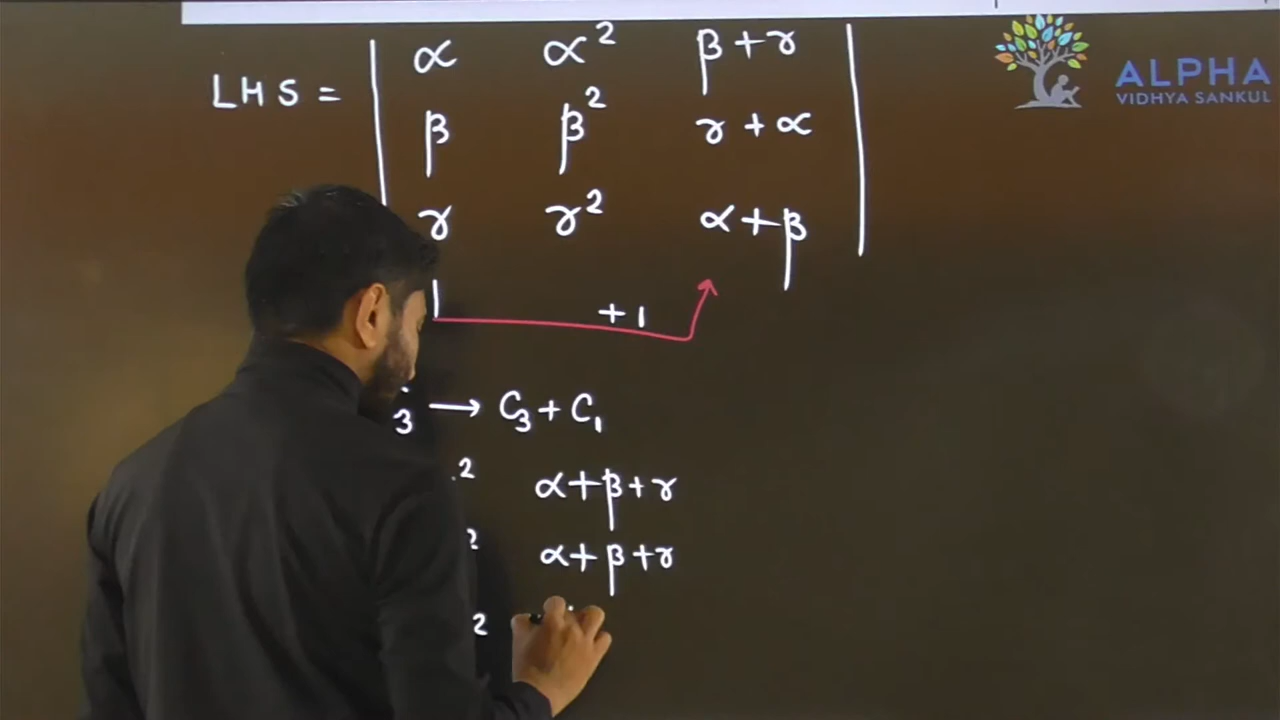 ALPHA
VIDHYA SANKUL
α α² β+γ
LHS = β β² γ+α
γ γ² α+β
+1
3 → C₃ + C₁
² α+β+γ
² α+β+γ
²